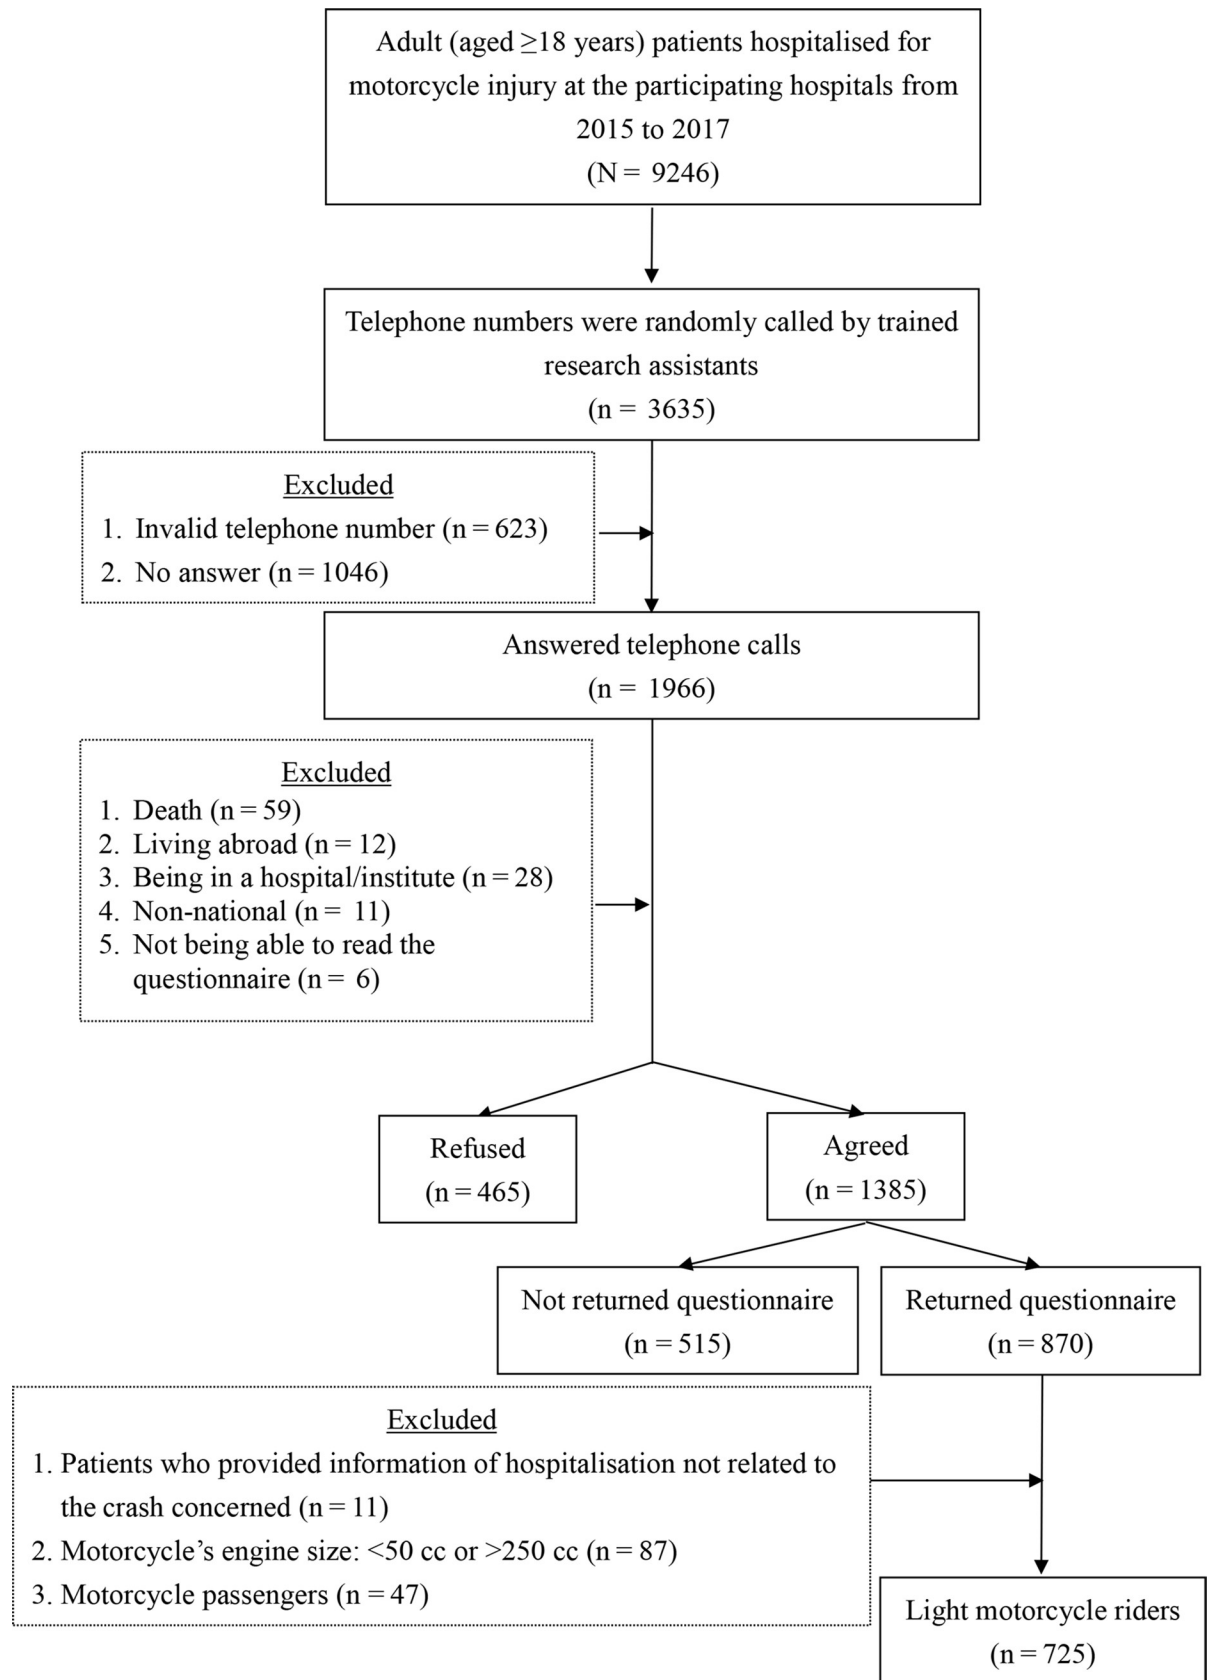 Adult (aged ≥18 years) patients hospitalised for
motorcycle injury at the participating hospitals from
2015 to 2017
(N = 9246)
Telephone numbers were randomly called by trained
research assistants
(n = 3635)
Excluded
1. Invalid telephone number (n = 623)
2. No answer (n = 1046)
Answered telephone calls
(n = 1966)
Excluded
1. Death (n = 59)
2. Living abroad (n = 12)
3. Being in a hospital/institute (n = 28)
4. Non-national (n = 11)
5. Not being able to read the
questionnaire (n = 6)
Refused
(n = 465)
Agreed
(n = 1385)
Not returned questionnaire
(n = 515)
Returned questionnaire
(n = 870)
Excluded
1. Patients who provided information of hospitalisation not related to
the crash concerned (n = 11)
2. Motorcycle’s engine size: <50 cc or >250 cc (n = 87)
3. Motorcycle passengers (n = 47)
Light motorcycle riders
(n = 725)